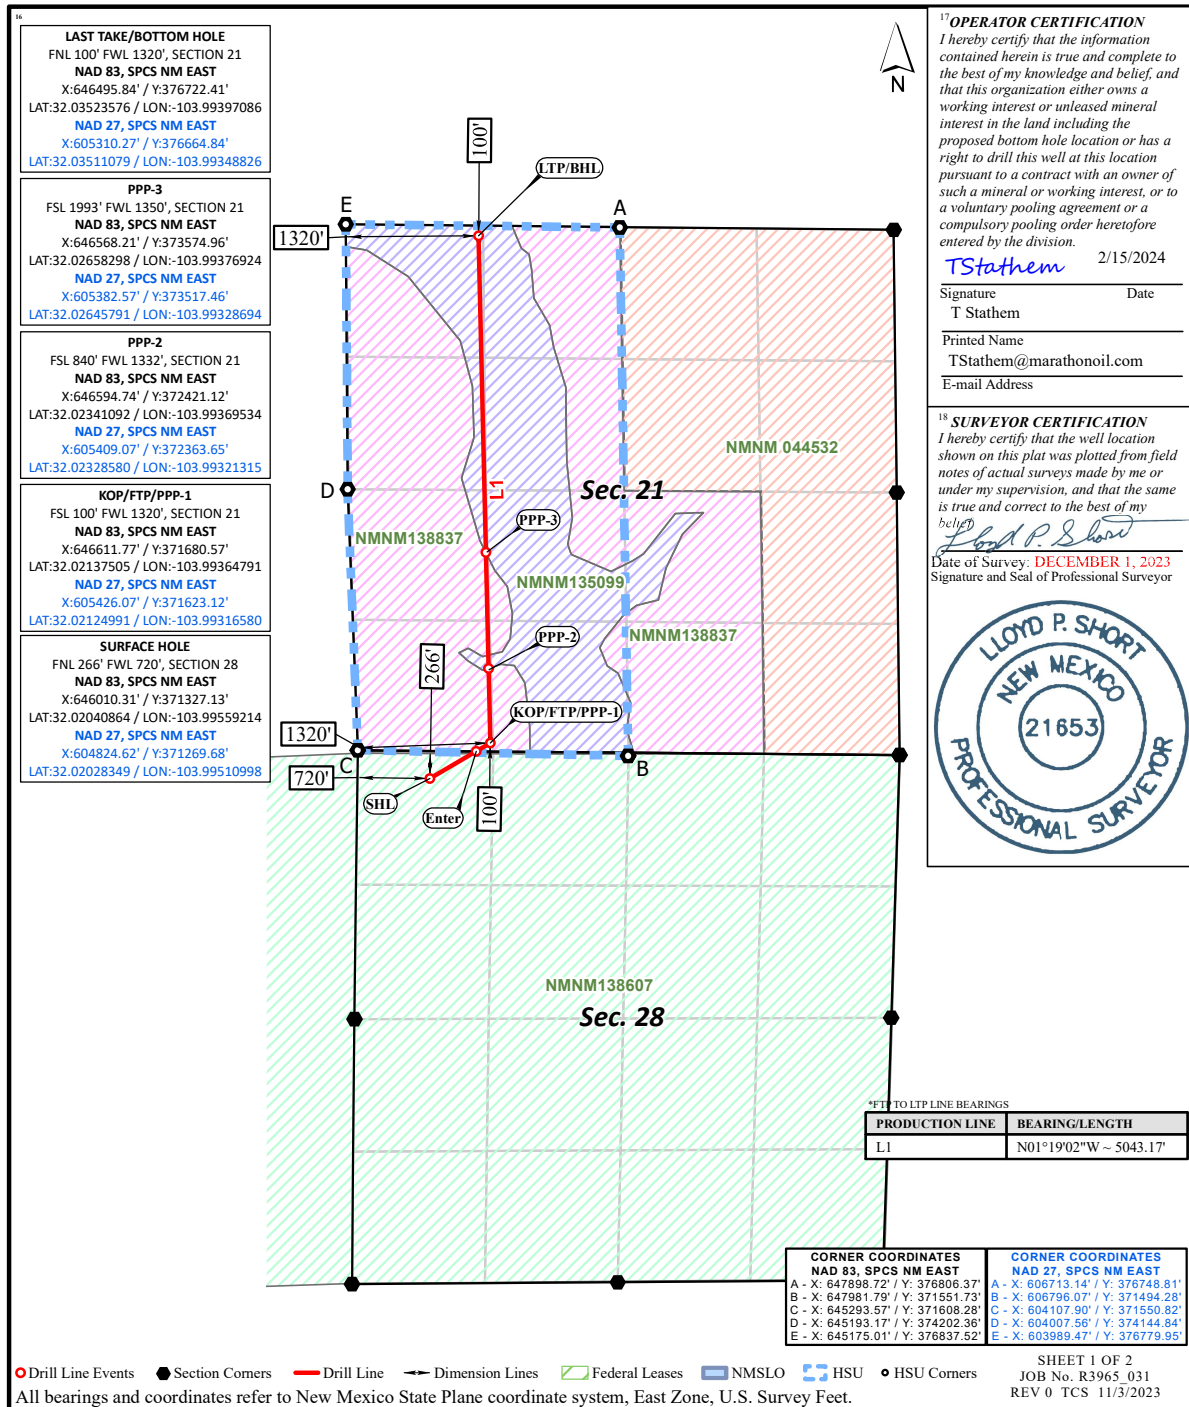 16
LAST TAKE/BOTTOM HOLE
FNL 100' FWL 1320', SECTION 21
NAD 83, SPCS NM EAST
X:646495.84' / Y:376722.41'
LAT:32.03523576 / LON:-103.99397086
NAD 27, SPCS NM EAST
X:605310.27' / Y:376664.84'
LAT:32.03511079 / LON:-103.99348826
PPP-3
FSL 1993' FWL 1350', SECTION 21
NAD 83, SPCS NM EAST
X:646568.21' / Y:373574.96'
LAT:32.02658298 / LON:-103.99376924
NAD 27, SPCS NM EAST
X:605382.57' / Y:373517.46'
LAT:32.02645791 / LON:-103.99328694
PPP-2
FSL 840' FWL 1332', SECTION 21
NAD 83, SPCS NM EAST
X:646594.74' / Y:372421.12'
LAT:32.02341092 / LON:-103.99369534
NAD 27, SPCS NM EAST
X:605409.07' / Y:372363.65'
LAT:32.02328580 / LON:-103.99321315
KOP/FTP/PPP-1
FSL 100' FWL 1320', SECTION 21
NAD 83, SPCS NM EAST
X:646611.77' / Y:371680.57'
LAT:32.02137505 / LON:-103.99364791
NAD 27, SPCS NM EAST
X:605426.07' / Y:371623.12'
LAT:32.02124991 / LON:-103.99316580
SURFACE HOLE
FNL 266' FWL 720', SECTION 28
NAD 83, SPCS NM EAST
X:646010.31' / Y:371327.13'
LAT:32.02040864 / LON:-103.99559214
NAD 27, SPCS NM EAST
X:604824.62' / Y:371269.68'
LAT:32.02028349 / LON:-103.99510998
N
100'
LTP/BHL
E
A
1320'
NMNM 044532
D
L1
Sec. 21
NMNM138837
PPP-3
NMNM135099
PPP-2
NMNM138837
266'
KOP/FTP/PPP-1
1320'
C
B
720'
SHL
Enter
100'
NMNM138607
Sec. 28
17 OPERATOR CERTIFICATION
I hereby certify that the information
contained herein is true and complete to
the best of my knowledge and belief, and
that this organization either owns a
working interest or unleased mineral
interest in the land including the
proposed bottom hole location or has a
right to drill this well at this location
pursuant to a contract with an owner of
such a mineral or working interest, or to
a voluntary pooling agreement or a
compulsory pooling order heretofore
entered by the division.
TStathem 2/15/2024
Signature Date
T Stathem
Printed Name
TStathem@marathonoil.com
E-mail Address
18 SURVEYOR CERTIFICATION
I hereby certify that the well location
shown on this plat was plotted from field
notes of actual surveys made by me or
under my supervision, and that the same
is true and correct to the best of my
belief.
Lloyd P. Short
Date of Survey: DECEMBER 1, 2023
Signature and Seal of Professional Surveyor
LLOYD P. SHORT
NEW MEXICO
21653
PROFESSIONAL SURVEYOR
*FTP TO LTP LINE BEARINGS
PRODUCTION LINE BEARING/LENGTH
L1 N01°19'02"W ~ 5043.17'
CORNER COORDINATES
NAD 83, SPCS NM EAST
A - X: 647898.72' / Y: 376806.37'
B - X: 647981.79' / Y: 371551.73'
C - X: 645293.57' / Y: 371608.28'
D - X: 645193.17' / Y: 374202.36'
E - X: 645175.01' / Y: 376837.52'
CORNER COORDINATES
NAD 27, SPCS NM EAST
A - X: 606713.14' / Y: 376748.81'
B - X: 606796.07' / Y: 371494.28'
C - X: 604107.90' / Y: 371550.82'
D - X: 604007.56' / Y: 374144.84'
E - X: 603989.47' / Y: 376779.95'
Drill Line Events Section Corners Drill Line Dimension Lines Federal Leases NMSLO HSU HSU Corners
All bearings and coordinates refer to New Mexico State Plane coordinate system, East Zone, U.S. Survey Feet.
SHEET 1 OF 2
JOB No. R3965_031
REV 0 TCS 11/3/2023